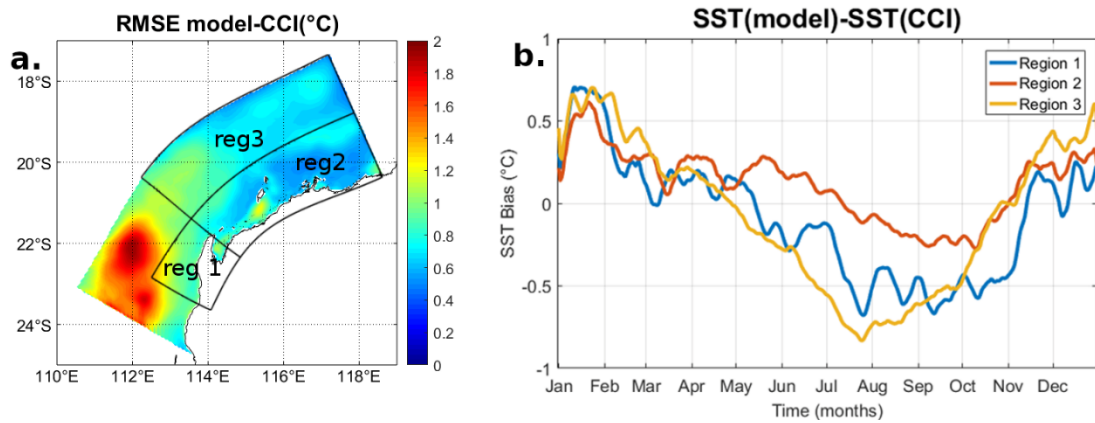 RMSE model-CCI(°C)
a.
18°S
20°S
22°S
24°S
110°E
112°E
114°E
116°E
118°E
reg3
reg2
reg 1
2
1.8
1.6
1.4
1.2
1
0.8
0.6
0.4
0.2
0
SST(model)-SST(CCI)
b.
1
0.5
0
-0.5
-1
SST Bias (°C)
Region 1
Region 2
Region 3
Jan
Feb
Mar
Apr
May
Jun
Jul
Aug
Sep
Oct
Nov
Dec
Time (months)